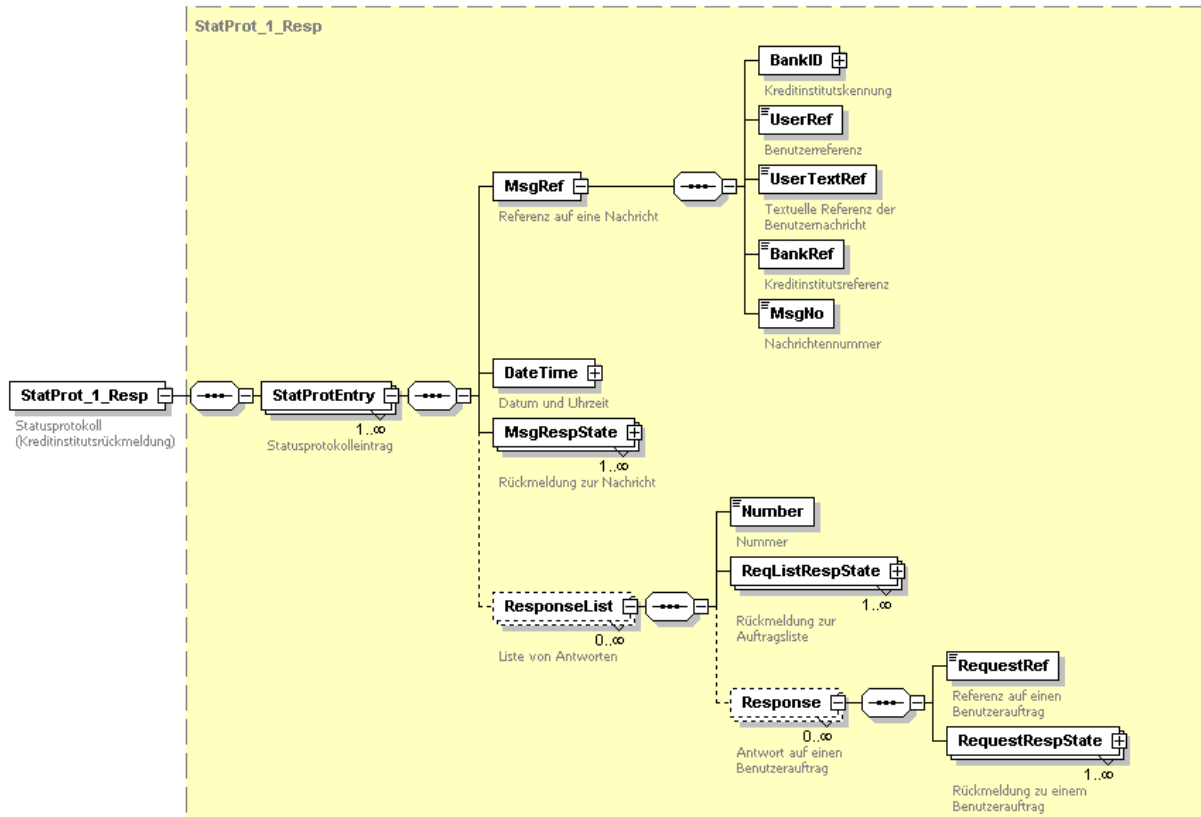 StatProt_1_Resp
BankID
Kreditinstitutskennung
UserRef
Benutzerreferenz
UserTextRef
Textuelle Referenz der
Benutzernachricht
BankRef
Kreditinstitutsreferenz
MsgNo
Nachrichtennummer
MsgRef
Referenz auf eine Nachricht
StatProt_1_Resp
Statusprotokoll
(Kreditinstitutsrückmeldung)
StatProtEntry
1..∞
Statusprotokolleintrag
DateTime
Datum und Uhrzeit
MsgRespState
1..∞
Rückmeldung zur Nachricht
ResponseList
0..∞
Liste von Antworten
Number
Nummer
ReqListRespState
1..∞
Rückmeldung zur
Auftragsliste
Response
0..∞
Antwort auf einen
Benutzerauftrag
RequestRef
Referenz auf einen
Benutzerauftrag
RequestRespState
1..∞
Rückmeldung zu einem
Benutzerauftrag